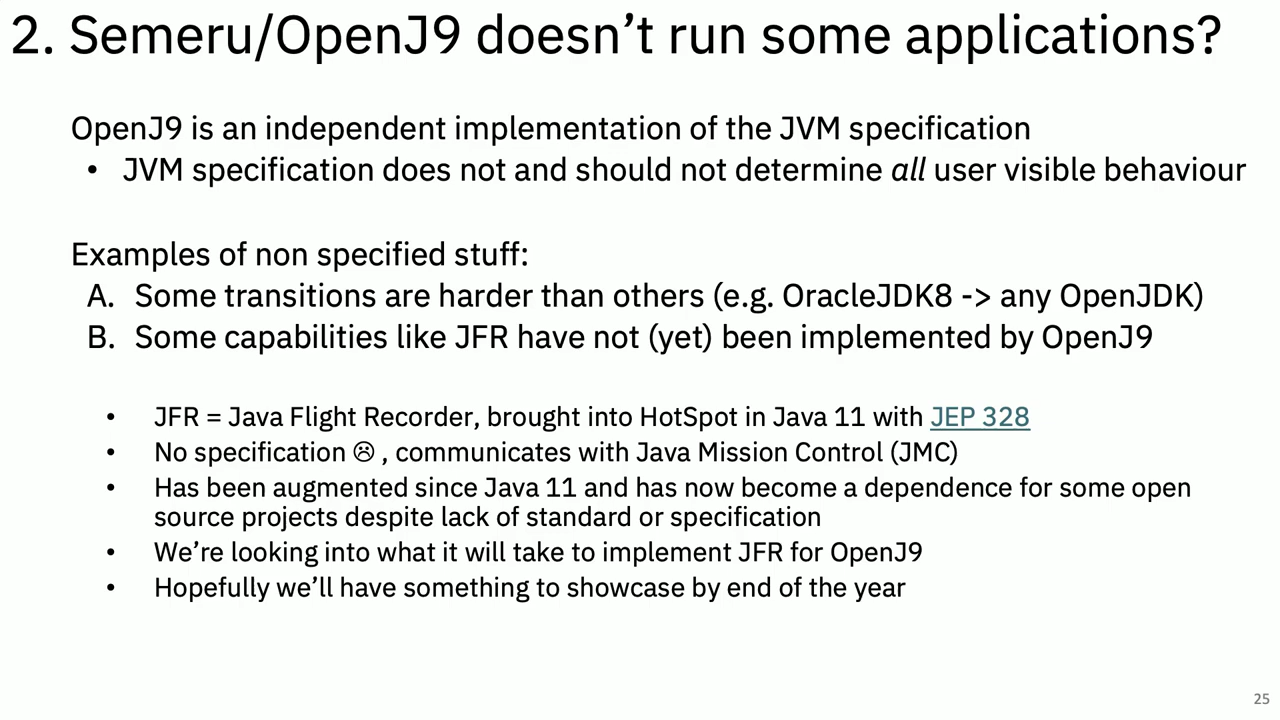 2. Semeru/OpenJ9 doesn’t run some applications?
OpenJ9 is an independent implementation of the JVM specification
• JVM specification does not and should not determine all user visible behaviour
Examples of non specified stuff:
A. Some transitions are harder than others (e.g. OracleJDK8 -> any OpenJDK)
B. Some capabilities like JFR have not (yet) been implemented by OpenJ9
• JFR = Java Flight Recorder, brought into HotSpot in Java 11 with JEP 328
• No specification ☹ , communicates with Java Mission Control (JMC)
• Has been augmented since Java 11 and has now become a dependence for some open
source projects despite lack of standard or specification
• We’re looking into what it will take to implement JFR for OpenJ9
• Hopefully we’ll have something to showcase by end of the year
25